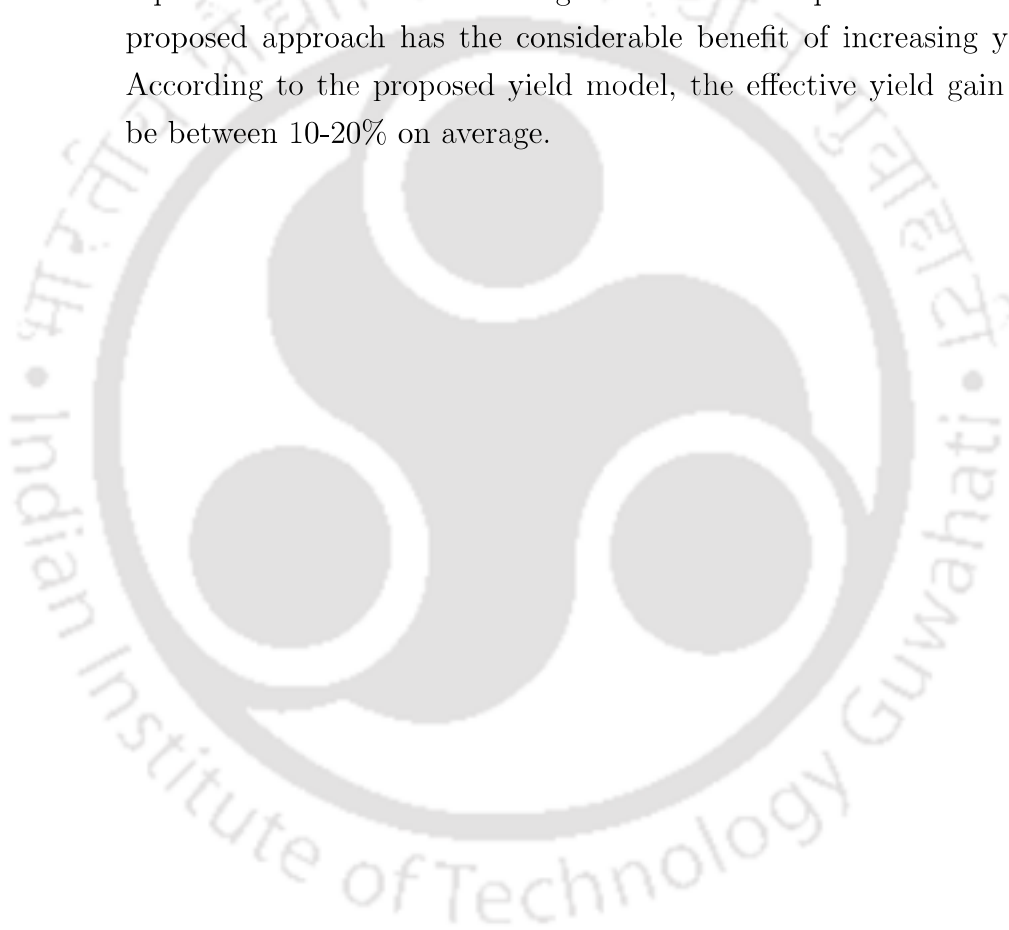 proposed approach has the considerable benefit of increasing
According to the proposed yield model, the effective yield gain
be between 10-20% on average.
• Indian Institute of Technology Guwahati •